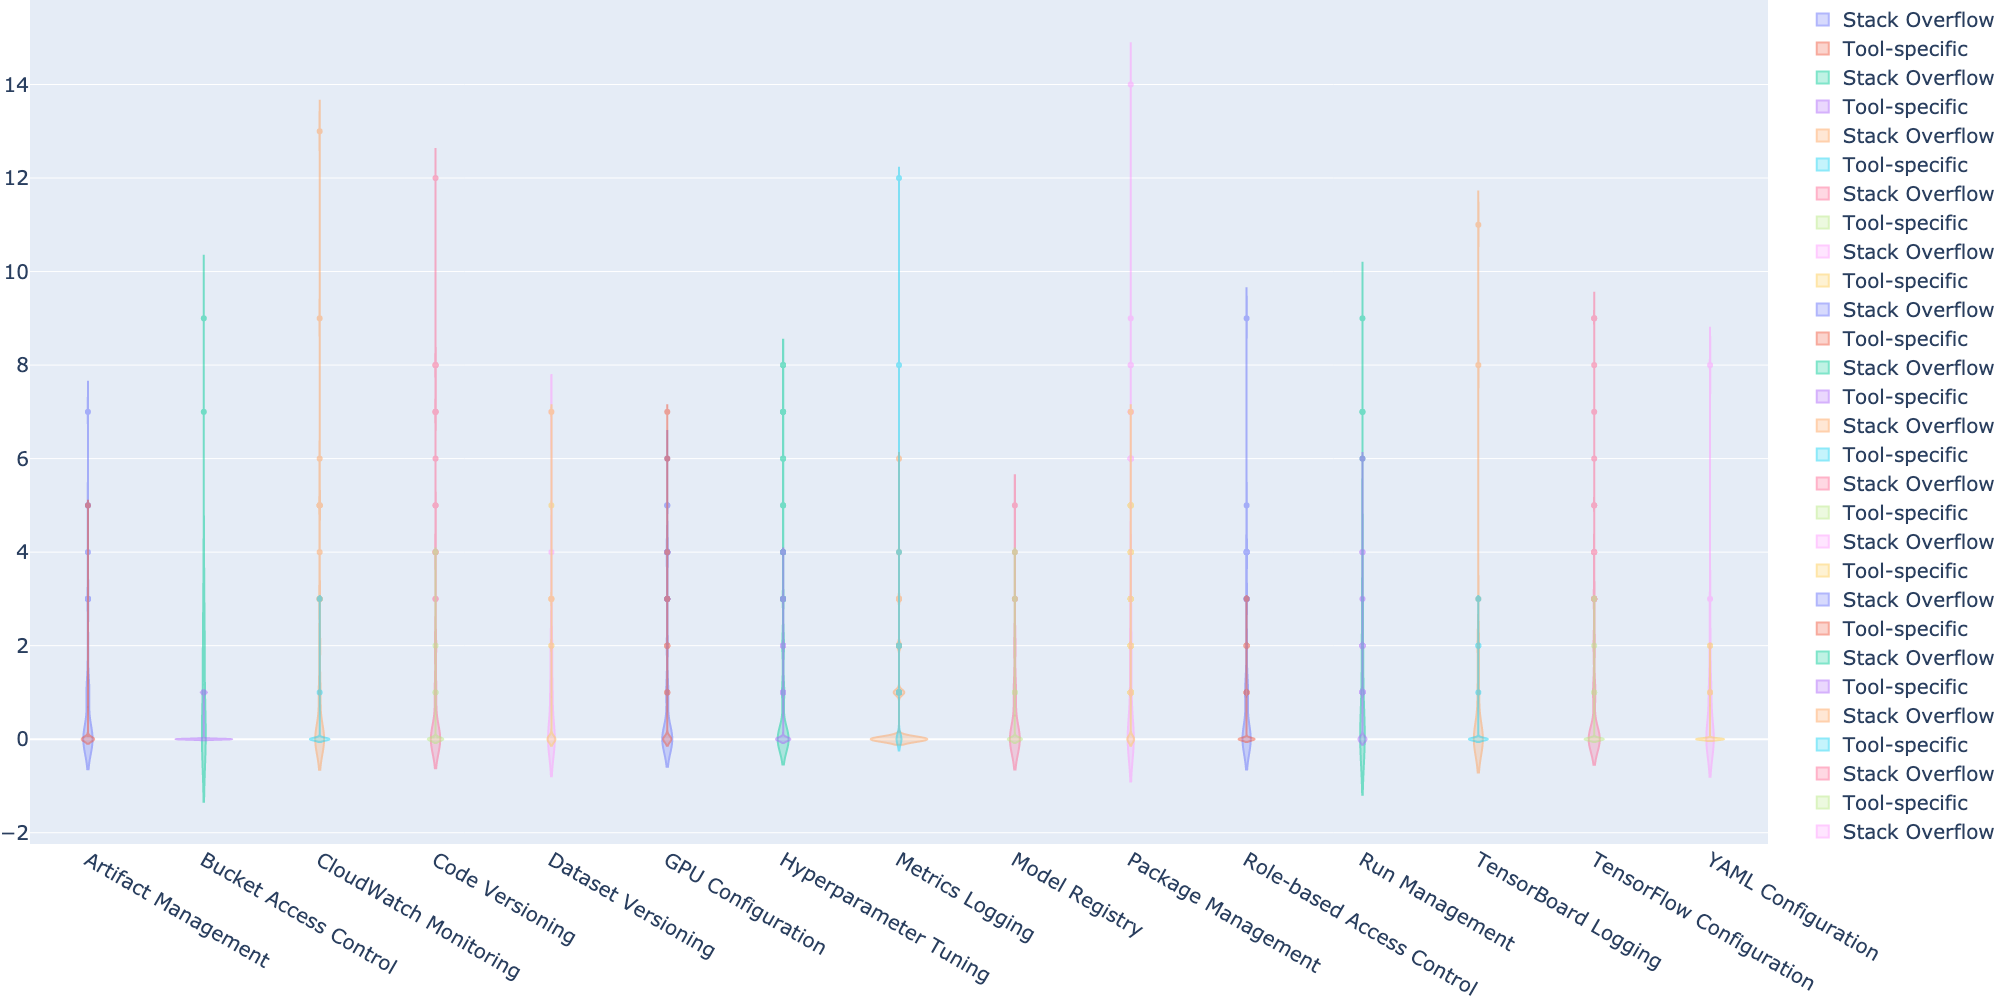 14
12
10
8
6
4
2
0
−2
Artifact Management
Bucket Access Control
CloudWatch Monitoring
Code Versioning
Dataset Versioning
GPU Configuration
Hyperparameter Tuning
Metrics Logging
Model Registry
Package Management
Role-based Access Control
Run Management
TensorBoard Logging
TensorFlow Configuration
YAML Configuration
Stack Overflow
Tool-specific
Stack Overflow
Tool-specific
Stack Overflow
Tool-specific
Stack Overflow
Tool-specific
Stack Overflow
Tool-specific
Stack Overflow
Tool-specific
Stack Overflow
Tool-specific
Stack Overflow
Tool-specific
Stack Overflow
Tool-specific
Stack Overflow
Tool-specific
Stack Overflow
Tool-specific
Stack Overflow
Tool-specific
Stack Overflow
Tool-specific
Stack Overflow
Tool-specific
Stack Overflow